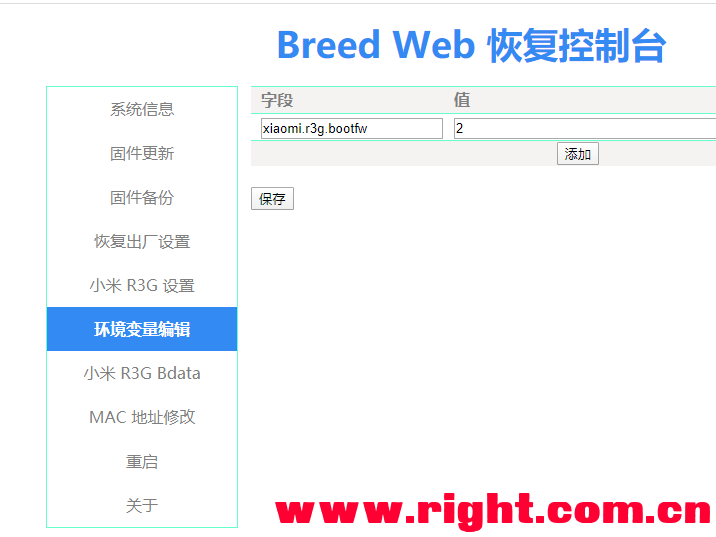 Breed Web 恢复控制台
系统信息
固件更新
固件备份
恢复出厂设置
小米 R3G 设置
环境变量编辑
小米 R3G Bdata
MAC 地址修改
重启
关于
字段 值
xiaomi.r3g.bootfw 2
添加
保存
www.right.com.cn